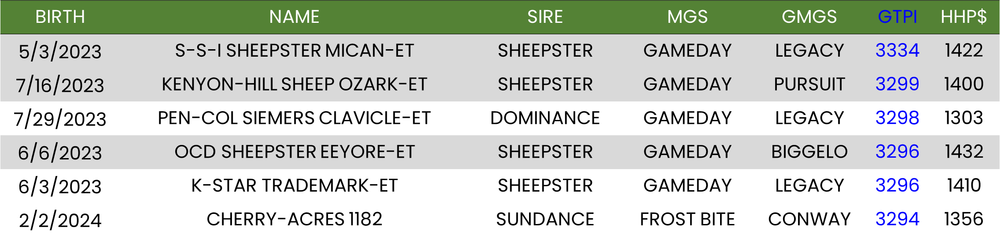 BIRTH NAME SIRE MGS GMGS GTPI HHP$
5/3/2023 S-S-I SHEEPSTER MICAN-ET SHEEPSTER GAMEDAY LEGACY 3334 1422
7/16/2023 KENYON-HILL SHEEP OZARK-ET SHEEPSTER GAMEDAY PURSUIT 3299 1400
7/29/2023 PEN-COL SIEMERS CLAVICLE-ET DOMINANCE GAMEDAY LEGACY 3298 1303
6/6/2023 OCD SHEEPSTER EEYORE-ET SHEEPSTER GAMEDAY BIGGELO 3296 1432
6/3/2023 K-STAR TRADEMARK-ET SHEEPSTER GAMEDAY LEGACY 3296 1410
2/2/2024 CHERRY-ACRES 1182 SUNDANCE FROST BITE CONWAY 3294 1356